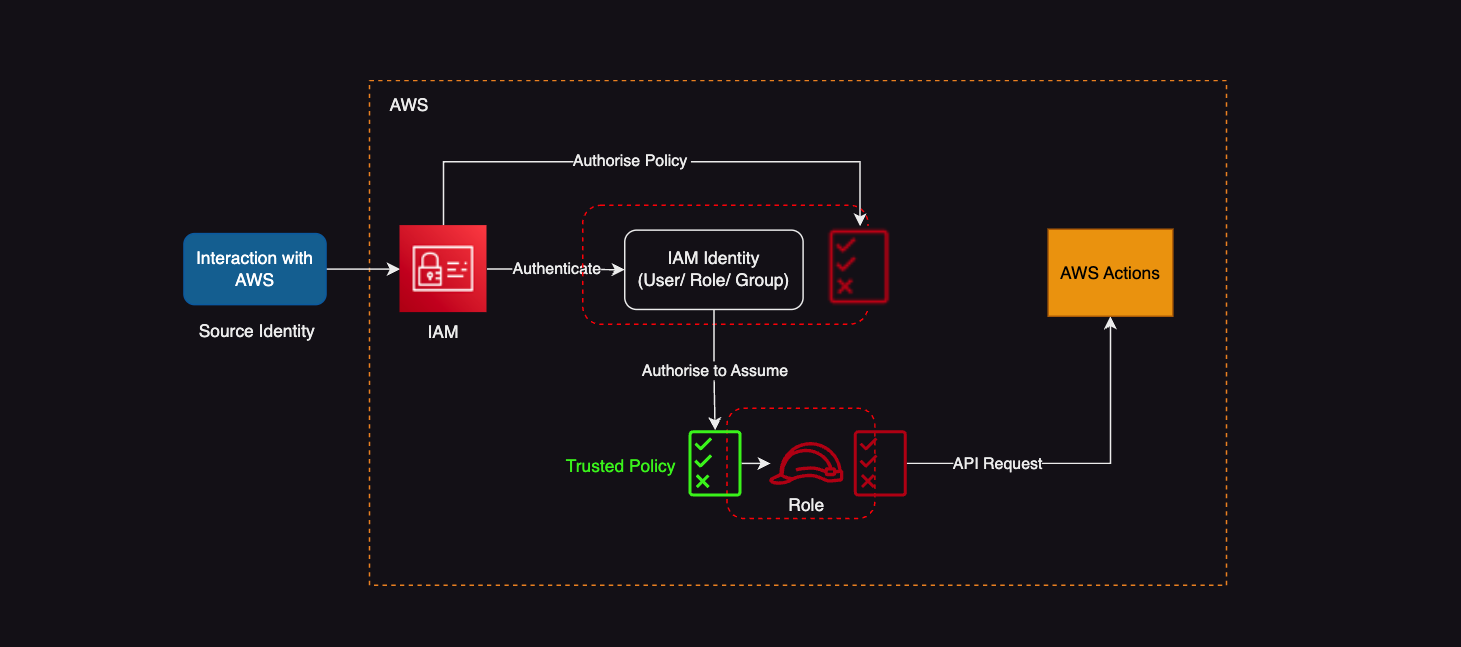 AWS
Authorise Policy
Interaction with
AWS
Source Identity
IAM
Authenticate
IAM Identity
(User/ Role/ Group)
AWS Actions
Authorise to Assume
Trusted Policy
Role
API Request